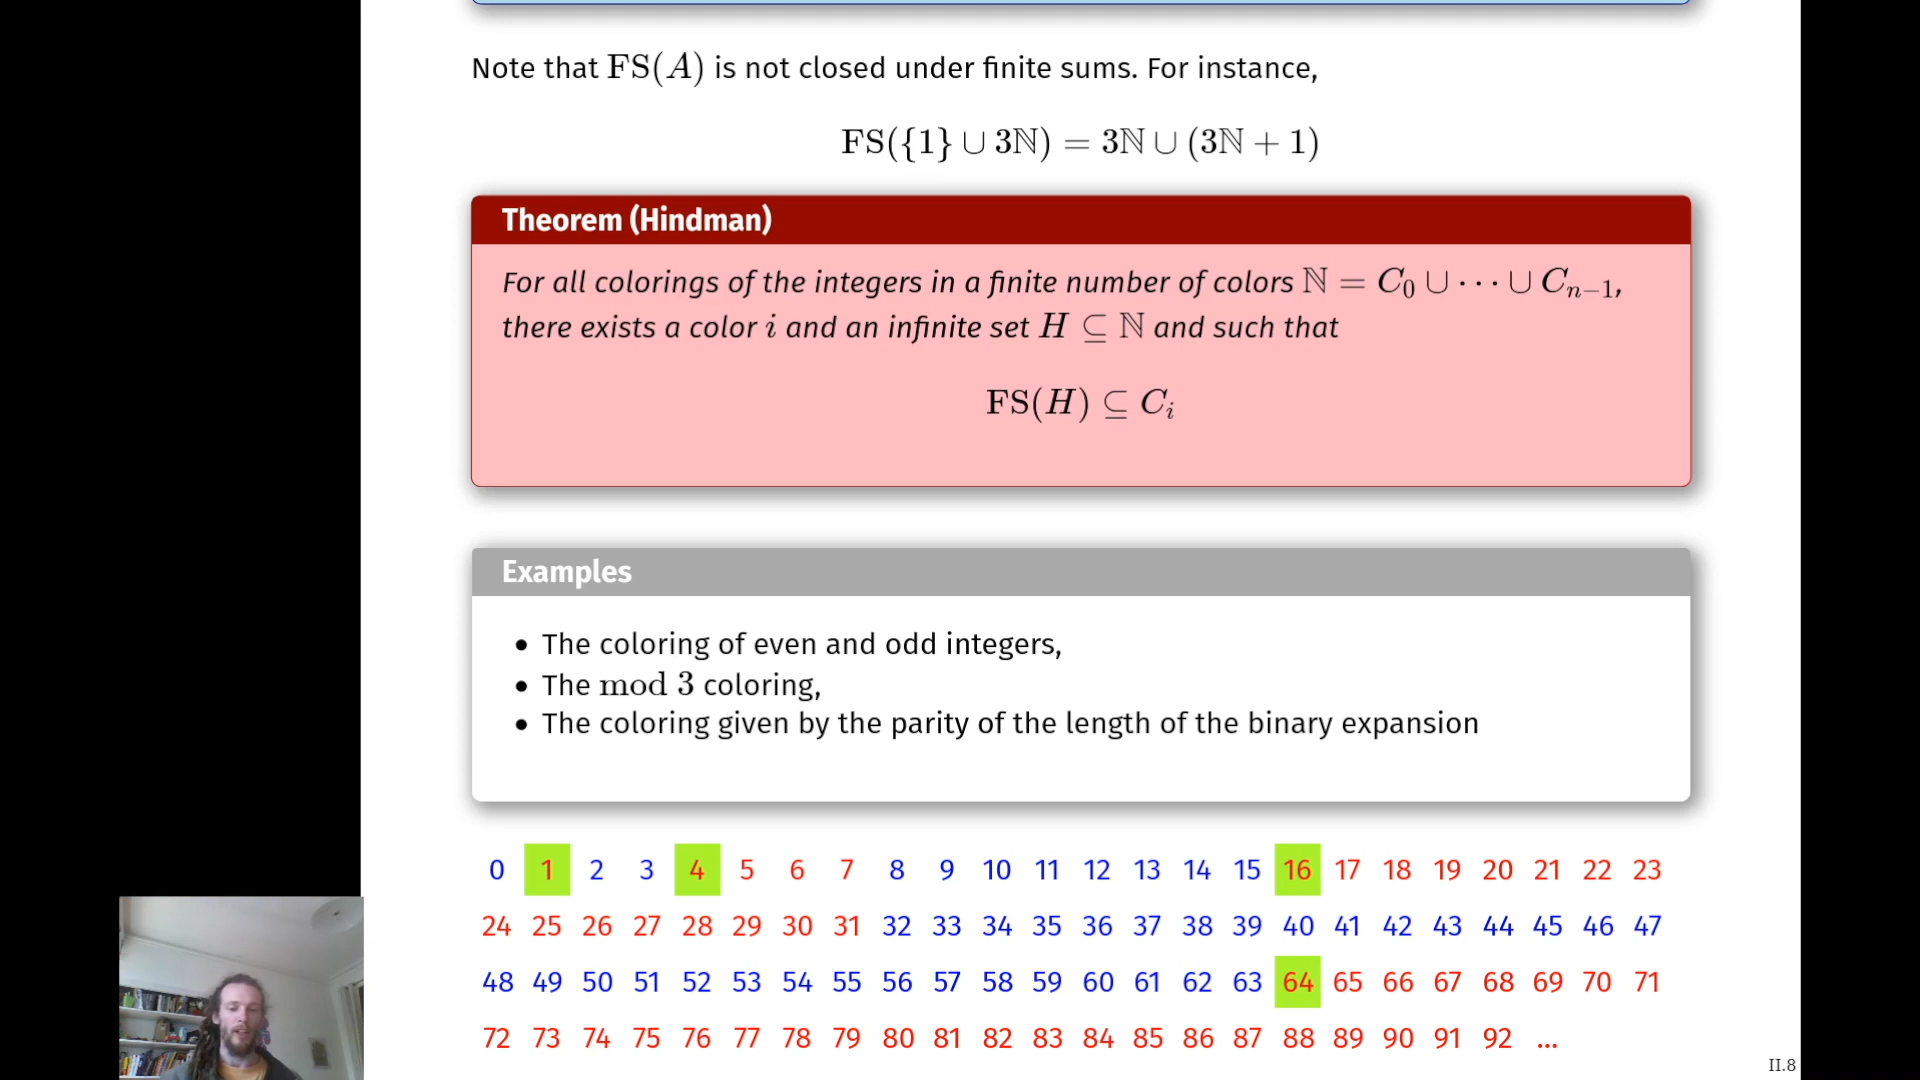 Note that FS(A) is not closed under finite sums. For instance,
FS({1} ∪ 3ℕ) = 3ℕ ∪ (3ℕ + 1)
Theorem (Hindman)
For all colorings of the integers in a finite number of colors ℕ = C₀ ∪ ⋯ ∪ Cₙ₋₁,
there exists a color i and an infinite set H ⊆ ℕ and such that
FS(H) ⊆ Cᵢ
Examples
• The coloring of even and odd integers,
• The mod 3 coloring,
• The coloring given by the parity of the length of the binary expansion
0 1 2 3 4 5 6 7 8 9 10 11 12 13 14 15 16 17 18 19 20 21 22 23
24 25 26 27 28 29 30 31 32 33 34 35 36 37 38 39 40 41 42 43 44 45 46 47
48 49 50 51 52 53 54 55 56 57 58 59 60 61 62 63 64 65 66 67 68 69 70 71
72 73 74 75 76 77 78 79 80 81 82 83 84 85 86 87 88 89 90 91 92 ...
II.8